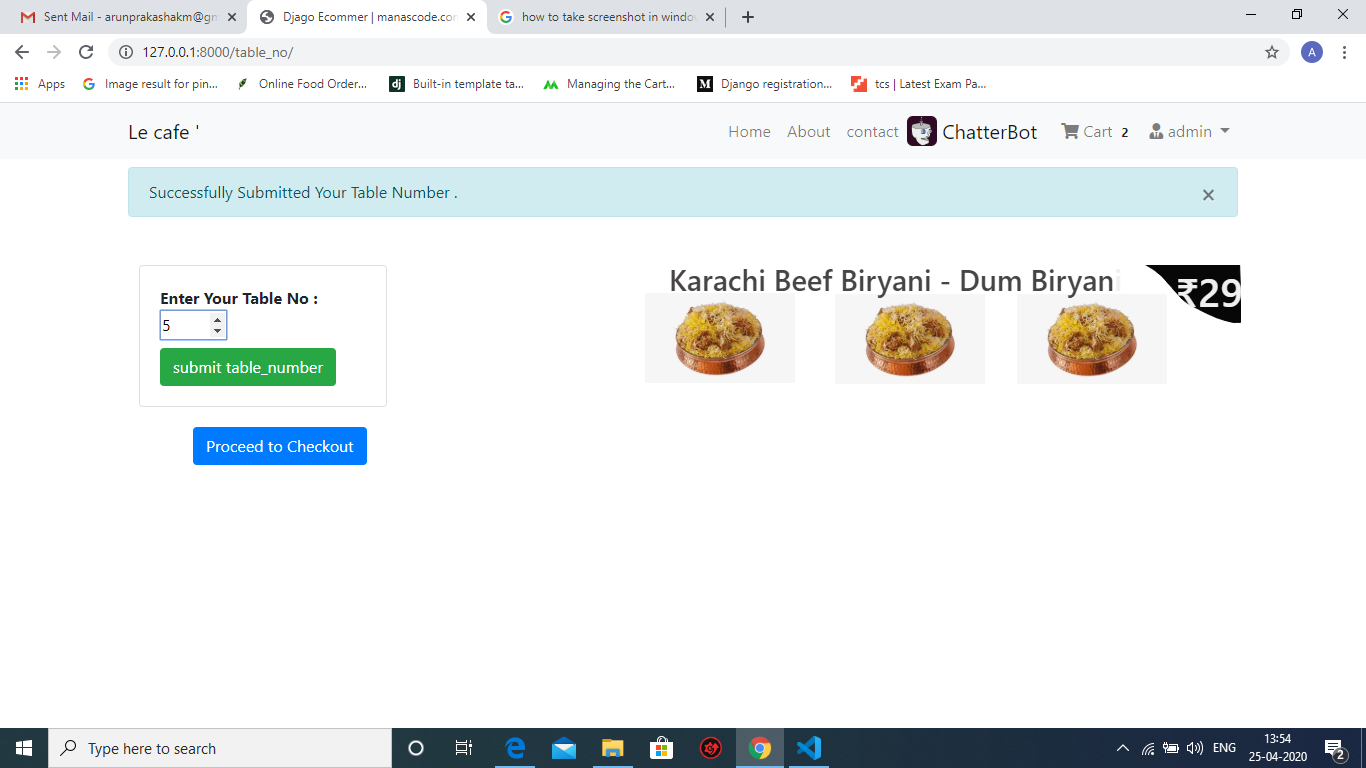 Sent Mail - arunprakashakm@gm
Djago Ecommer | manascode.com
how to take screenshot in windo
127.0.0.1:8000/table_no/
A
Apps
Image result for pin...
Online Food Order...
dj
Built-in template ta...
Managing the Cart...
M
Django registration...
tcs | Latest Exam Pa...
Le cafe '
Home
About
contact
ChatterBot
Cart 2
admin
Successfully Submitted Your Table Number .
×
Enter Your Table No :
5
submit table_number
Proceed to Checkout
Karachi Beef Biryani - Dum Biryani
₹29
Type here to search
ENG
13:54
25-04-2020
2